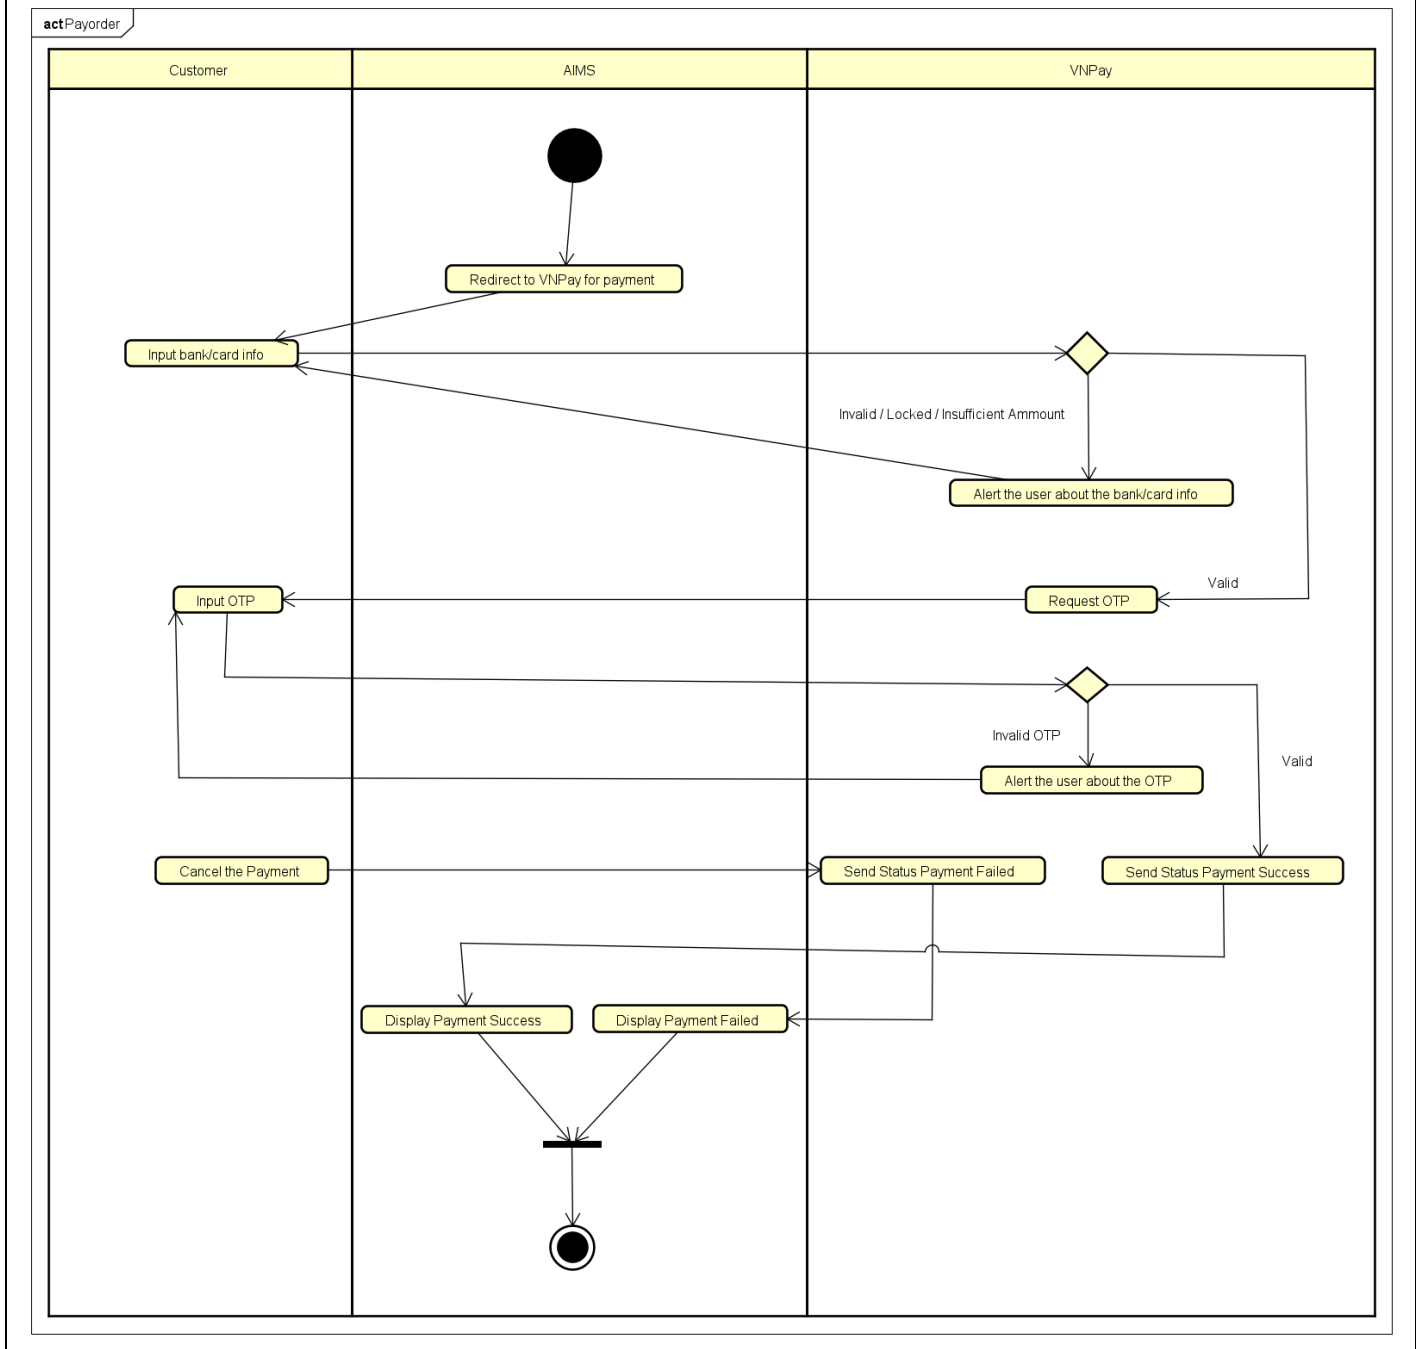 act Payorder
Customer
AIMS
VNPay
Redirect to VNPay for payment
Input bank/card info
Invalid / Locked / Insufficient Ammount
Alert the user about the bank/card info
Valid
Input OTP
Request OTP
Invalid OTP
Valid
Alert the user about the OTP
Cancel the Payment
Send Status Payment Failed
Send Status Payment Success
Display Payment Success
Display Payment Failed